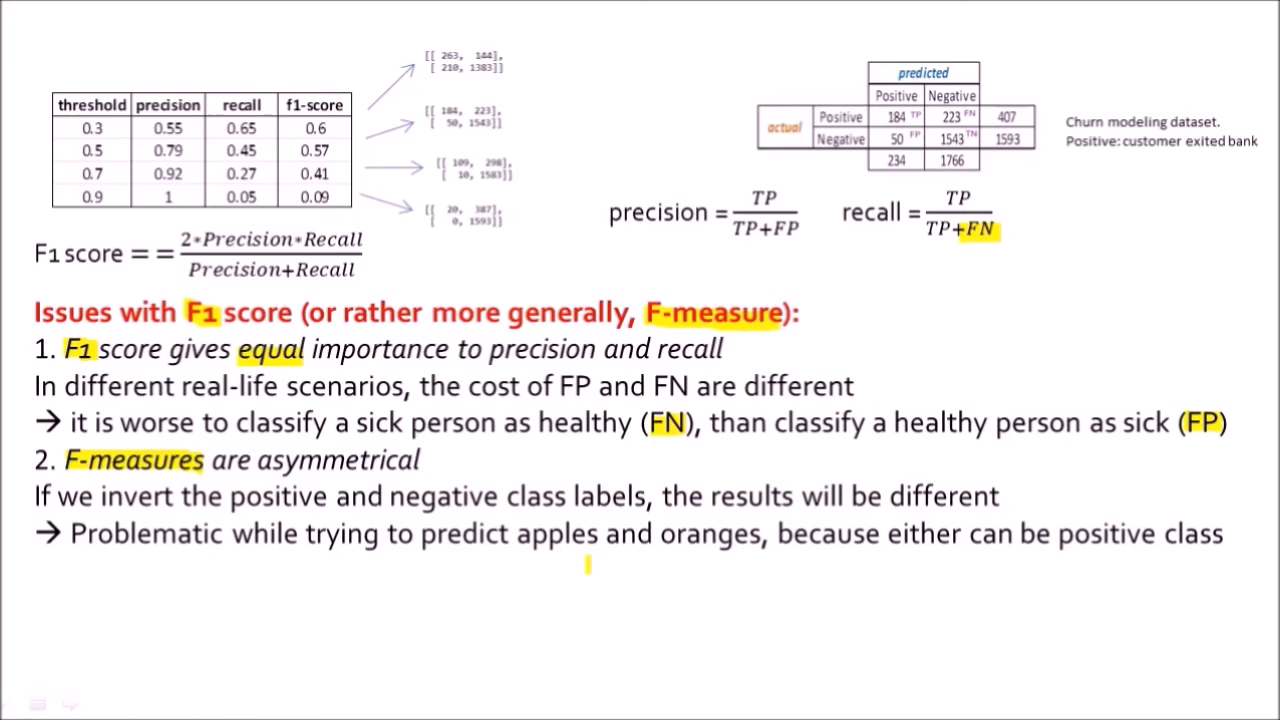 threshold precision recall f1-score
0.3 0.55 0.65 0.6
0.5 0.79 0.45 0.57
0.7 0.92 0.27 0.41
0.9 1 0.05 0.09
[[ 263, 144],
[ 210, 1383]]
[[ 184, 223],
[ 50, 1543]]
[[ 109, 298],
[ 10, 1583]]
[[ 20, 387],
[ 0, 1593]]
predicted
Positive Negative
actual Positive 184 TP 223 FN 407
Negative 50 FP 1543 TN 1593
234 1766
Churn modeling dataset.
Positive: customer exited bank
precision = TP / TP+FP
recall = TP / TP+FN
F1 score = = 2*Precision*Recall / Precision+Recall
Issues with F1 score (or rather more generally, F-measure):
1. F1 score gives equal importance to precision and recall
In different real-life scenarios, the cost of FP and FN are different
→ it is worse to classify a sick person as healthy (FN), than classify a healthy person as sick (FP)
2. F-measures are asymmetrical
If we invert the positive and negative class labels, the results will be different
→ Problematic while trying to predict apples and oranges, because either can be positive class